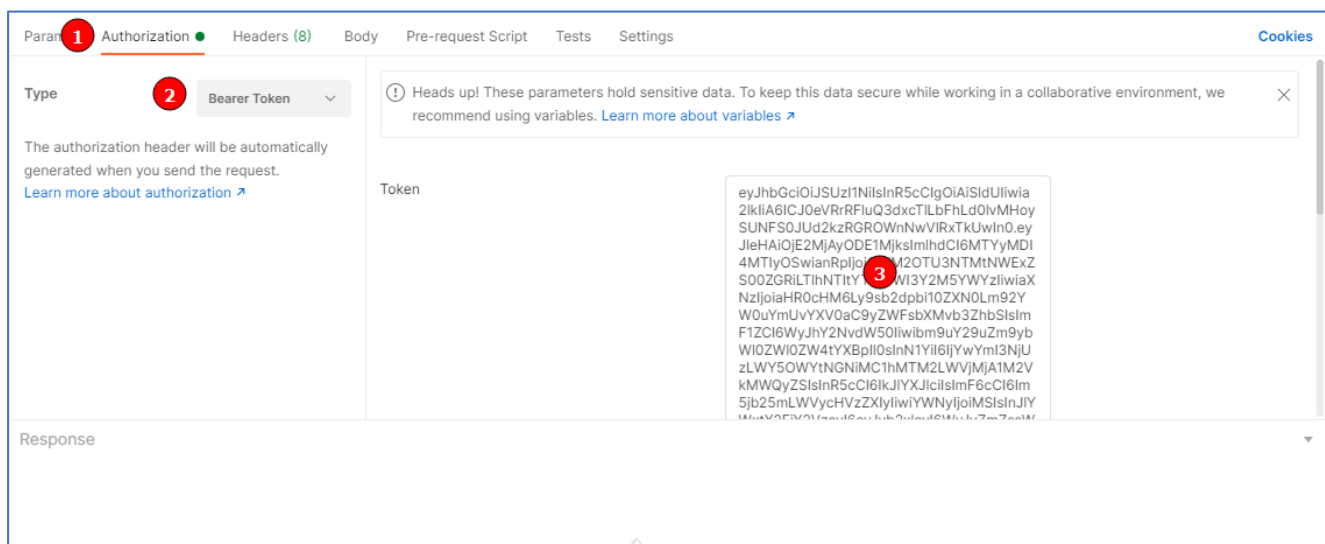 Param 1 Authorization Headers (8) Body Pre-request Script Tests Settings Cookies
Type 2 Bearer Token
Heads up! These parameters hold sensitive data. To keep this data secure while working in a collaborative environment, we
recommend using variables. Learn more about variables ↗
The authorization header will be automatically
generated when you send the request.
Learn more about authorization ↗
Token
eyJhbGciOiJSUzI1NiIsInR5cCIgOiAiSldUIiwia
2lkIiA6ICJ0eVRrRFluQ3dxcTlLbFhLd0lvMHoy
SUNFS0JUd2kzRGROWnNwVlRxTkUwIn0.ey
JleHAiOjE2MjAyODE1MjksImlhdCI6MTYyMDI
4MTIyOSwianRpIjoi
M2OTU3NTMtNWExZ
3
S00ZGRiLTlhNTItY
WI3Y2M5YWYzIiwiaX
NzIjoiaHR0cHM6Ly9sb2dpbi10ZXN0Lm92Y
W0uYmUvYXV0aC9yZWFsbXMvb3ZhbSIsIm
F1ZCI6WyJhY2NvdW50Iiwibm9uY29uZm9yb
Wl0ZWl0ZW4tYXBpIl0sInN1YiI6IjYwYmI3NjU
zLWY5OWYtNGNiMC1hMTM2LWVjMjA1M2V
kMWQyZSIsInR5cCI6IkJlYXJlciIsImF6cCI6Im
5jb25mLWVycHVzZXIyIiwiYWNyIjoiMSIsInJlY
Response